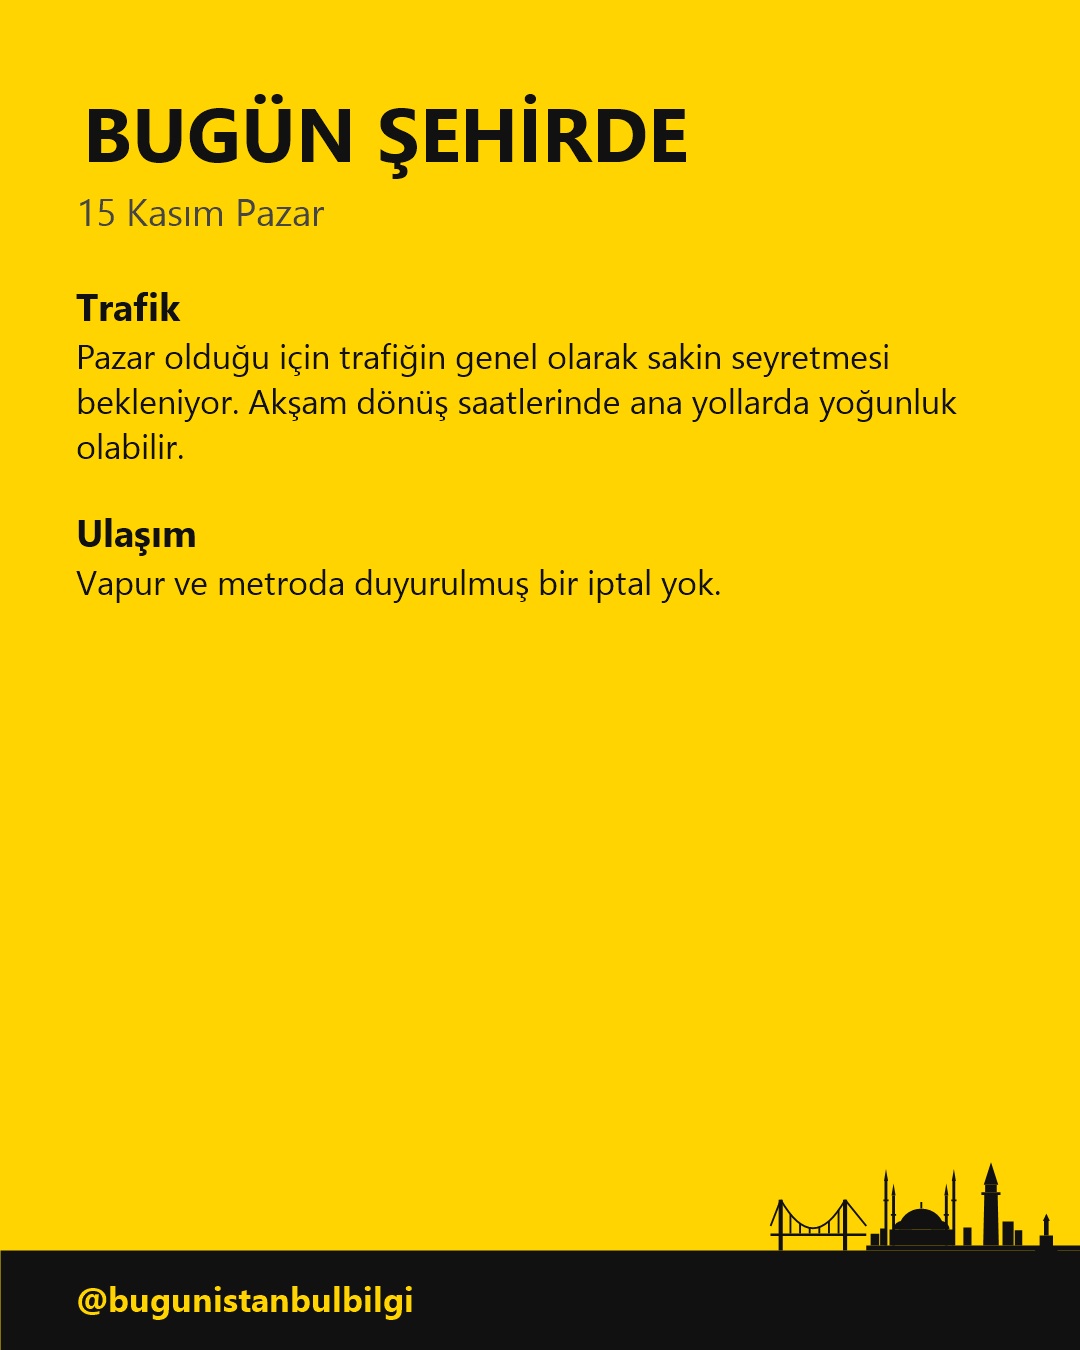 BUGÜN ŞEHİRDE
15 Kasım Pazar
Trafik
Pazar olduğu için trafiğin genel olarak sakin seyretmesi
bekleniyor. Akşam dönüş saatlerinde ana yollarda yoğunluk
olabilir.
Ulaşım
Vapur ve metroda duyurulmuş bir iptal yok.
@bugunistanbulbilgi